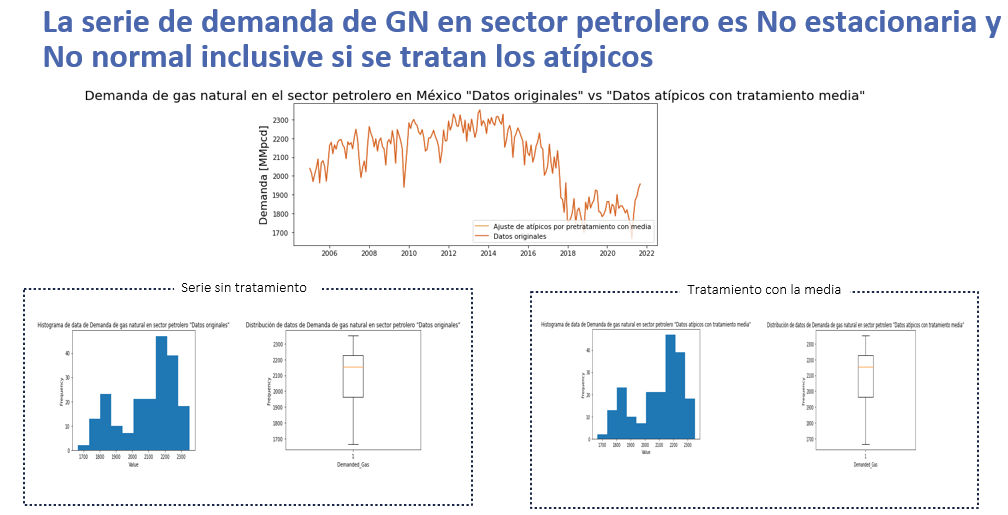 La serie de demanda de GN en sector petrolero es No estacionaria y
No normal inclusive si se tratan los atípicos
Demanda de gas natural en el sector petrolero en México "Datos originales" vs "Datos atípicos con tratamiento media"
Demanda [MMpcd]
2300
2200
2100
2000
1900
1800
1700
Ajuste de atípicos por pretratamiento con media
Datos originales
2006
2008
2010
2012
2014
2016
2018
2020
2022
Serie sin tratamiento
Histograma de data de Demanda de gas natural en sector petrolero "Datos originales"
Frequency
40
30
20
10
0
1700
1800
1900
2000
2100
2200
2300
Value
Distribución de datos de Demanda de gas natural en sector petrolero "Datos originales"
Frequency
2300
2200
2100
2000
1900
1800
1700
1
Demanded_Gas
Tratamiento con la media
Histograma de data de Demanda de gas natural en sector petrolero "Datos atípicos con tratamiento media"
Frequency
40
30
20
10
0
1700
1800
1900
2000
2100
2200
2300
Value
Distribución de datos de Demanda de gas natural en sector petrolero "Datos atípicos con tratamiento media"
Frequency
2300
2200
2100
2000
1900
1800
1700
1
Demanded_Gas